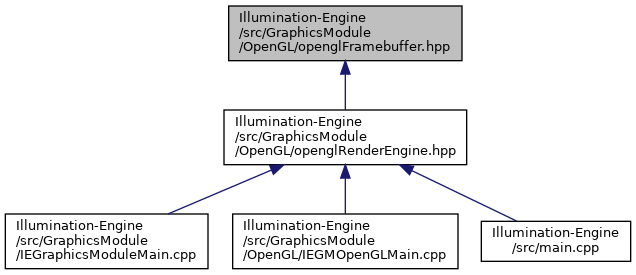 Illumination-Engine
/src/GraphicsModule
/OpenGL/openglFramebuffer.hpp
Illumination-Engine
/src/GraphicsModule
/OpenGL/openglRenderEngine.hpp
Illumination-Engine
/src/GraphicsModule
/IEGraphicsModuleMain.cpp
Illumination-Engine
/src/GraphicsModule
/OpenGL/IEGMOpenGLMain.cpp
Illumination-Engine
/src/main.cpp